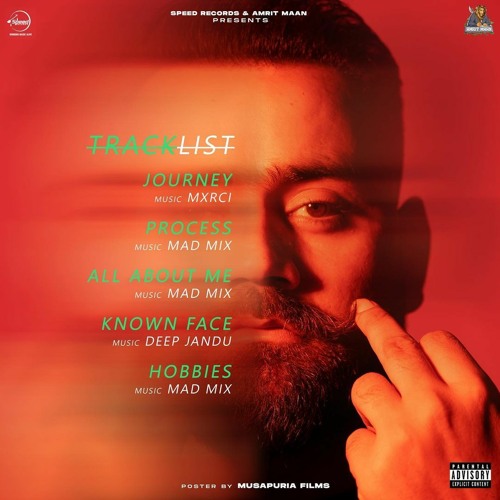 SPEED RECORDS & AMRIT MAAN
PRESENTS
TRACKLIST
JOURNEY
MUSIC MXRCI
PROCESS
MUSIC MAD MIX
ALL ABOUT ME
MUSIC MAD MIX
KNOWN FACE
MUSIC DEEP JANDU
HOBBIES
MUSIC MAD MIX
PARENTAL
ADVISORY
EXPLICIT CONTENT
POSTER BY MUSAPURIA FILMS